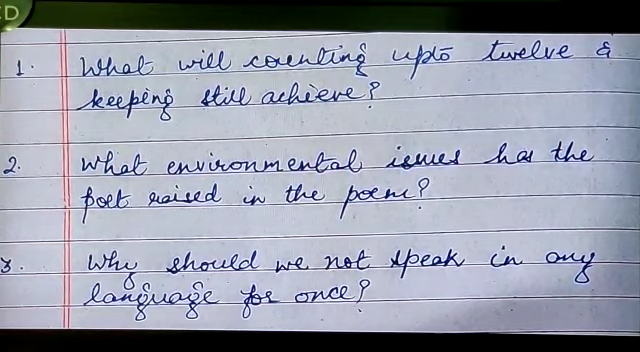 CD
1. What will counting upto twelve &
keeping still achieve?
2. What environmental issues has the
poet raised in the poem?
3. Why should we not speak in any
language for once?